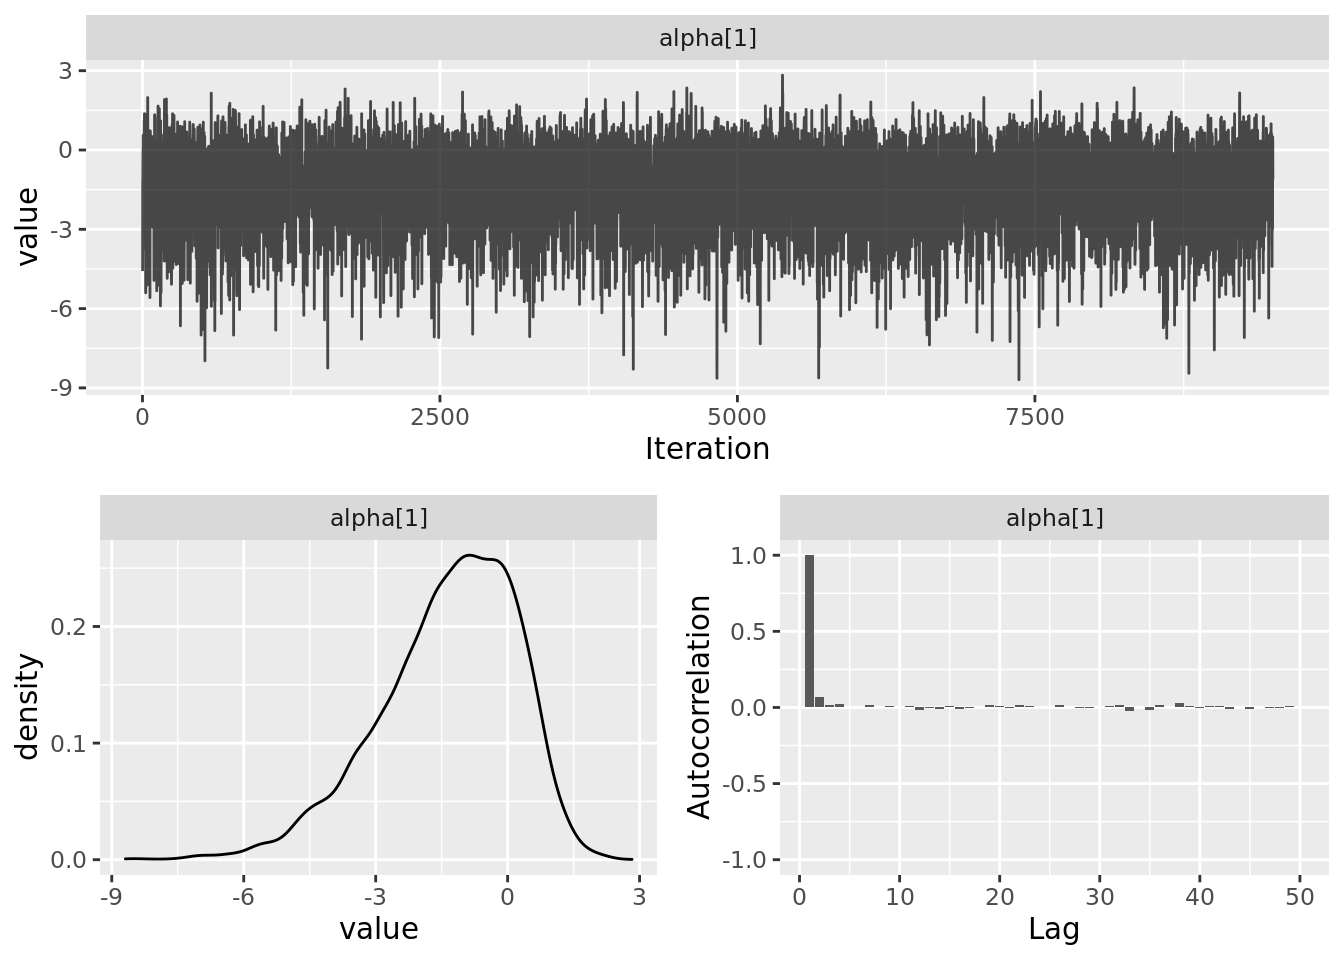 alpha[1]
3
0
-3
-6
-9
value
0 2500 5000 7500
Iteration
alpha[1]
0.2
0.1
0.0
density
-9 -6 -3 0 3
value
alpha[1]
1.0
0.5
0.0
-0.5
-1.0
Autocorrelation
0 10 20 30 40 50
Lag